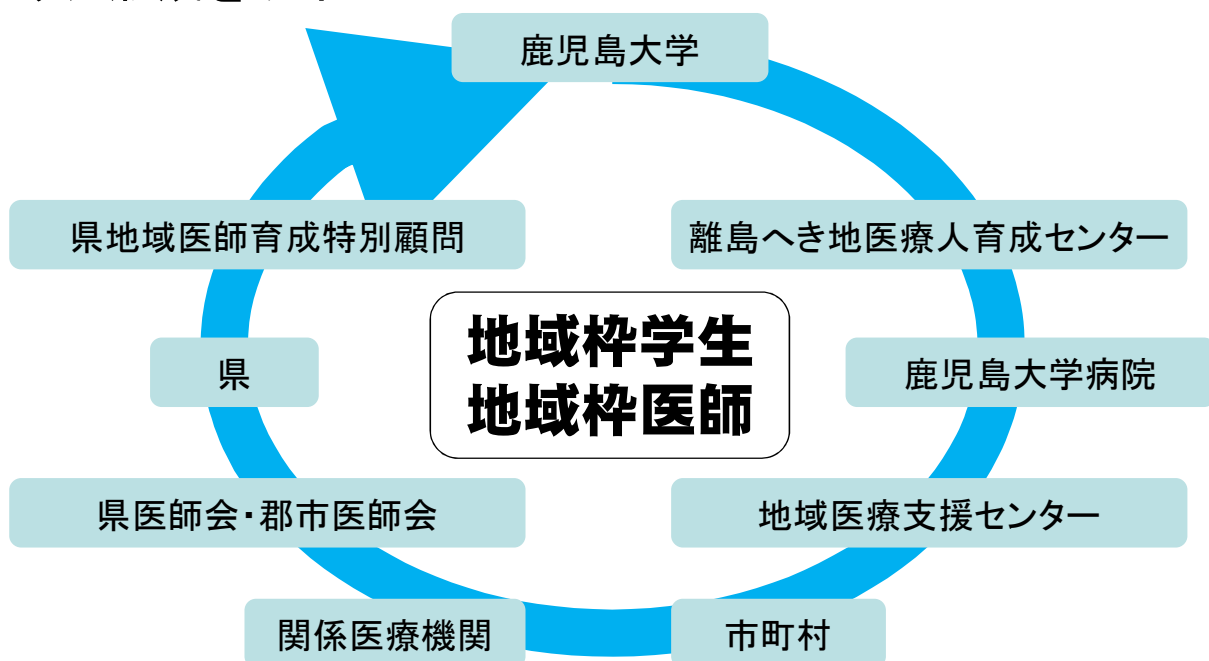 鹿児島大学
県地域医師育成特別顧問
離島へき地医療人育成センター
地域枠学生
地域枠医師
県
鹿児島大学病院
県医師会・郡市医師会
地域医療支援センター
関係医療機関
市町村